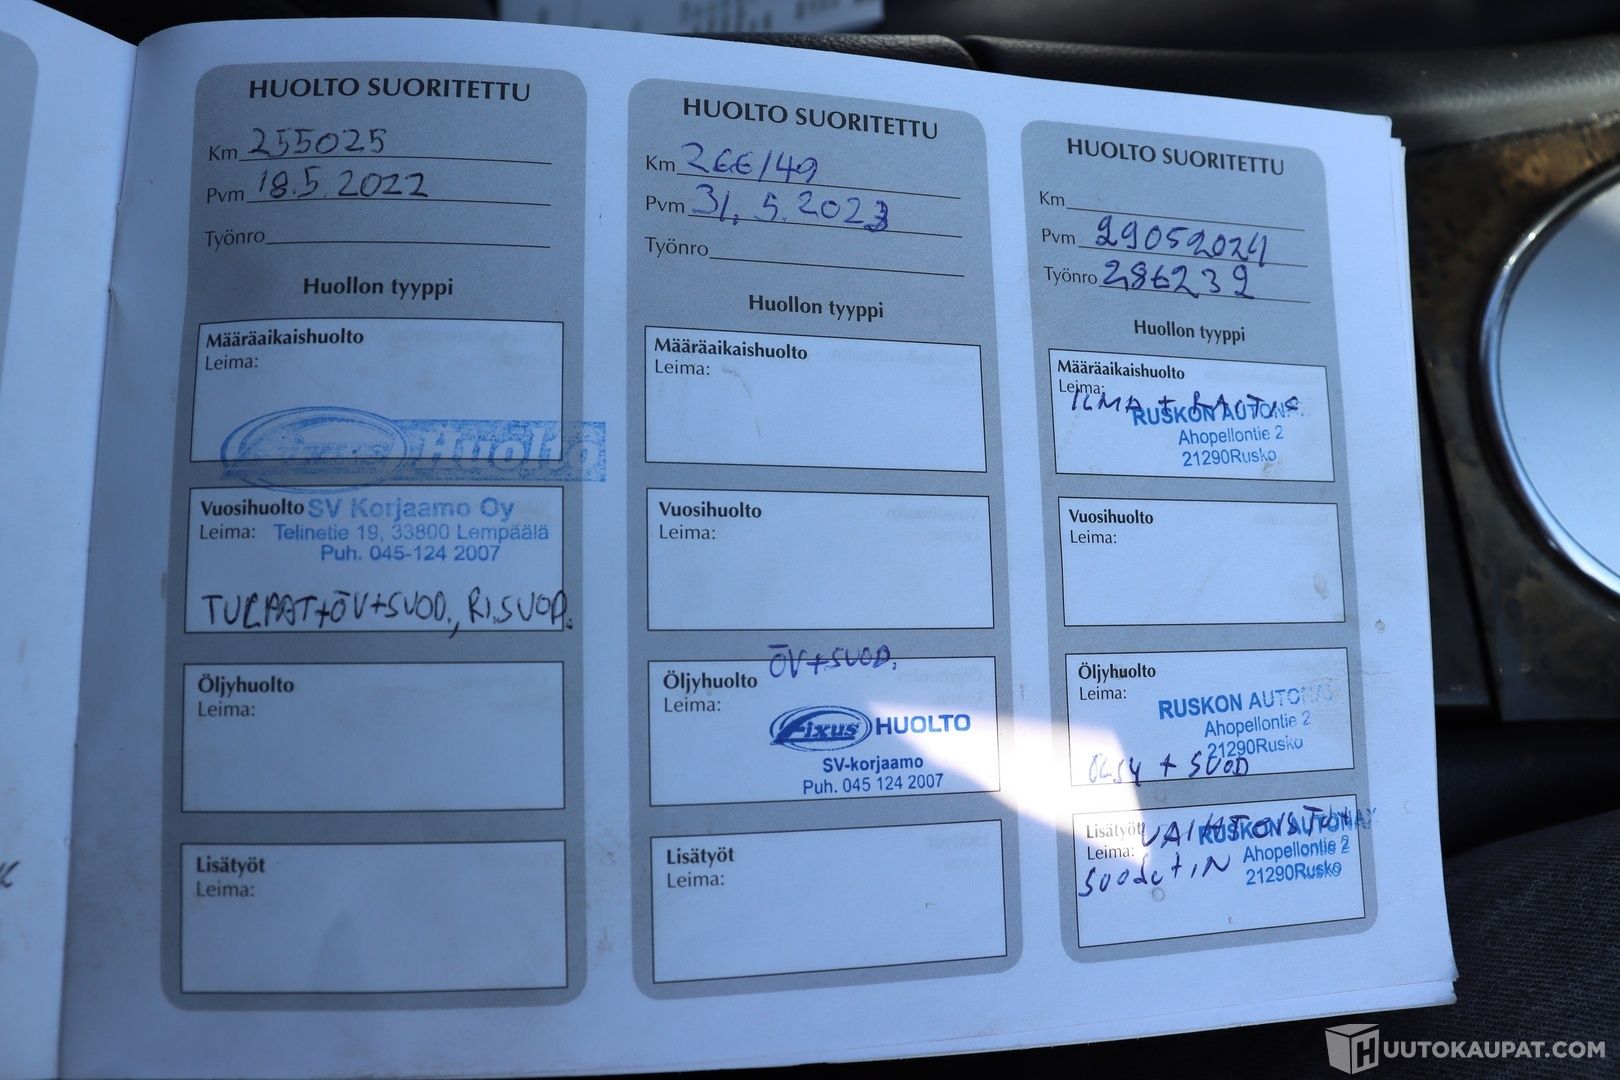 HUOLTO SUORITETTU
Km 255025
Pvm 18.5.2022
Työnro
Huollon tyyppi
Määräaikaishuolto
Leima:
Fixus Huolto
Vuosihuolto SV Korjaamo Oy
Leima: Telinetie 19, 33800 Lempäälä
Puh. 045-124 2007
TULPAT+ÖV+SUOD., RI.SUOD.
Öljyhuolto
Leima:
Lisätyöt
Leima:
HUOLTO SUORITETTU
Km 266149
Pvm 31.5.2023
Työnro
Huollon tyyppi
Määräaikaishuolto
Leima:
Vuosihuolto
Leima:
ÖV+SUOD.
Öljyhuolto
Leima:
Fixus HUOLTO
SV-korjaamo
Puh. 045 124 2007
Lisätyöt
Leima:
HUOLTO SUORITETTU
Km
Pvm 29052024
Työnro 286232
Huollon tyyppi
Määräaikaishuolto
Leima:
ILMA +
RUSKON AUTO
Ahopellontie 2
21290Rusko
Vuosihuolto
Leima:
Öljyhuolto
Leima:
RUSKON AUTO
Ahopellontie 2
21290Rusko
ÖLJY + SUOD
Lisätyöt
RUSKON AUTO
Leima:
Ahopellontie 2
21290Rusko
HUUTOKAUPAT.COM